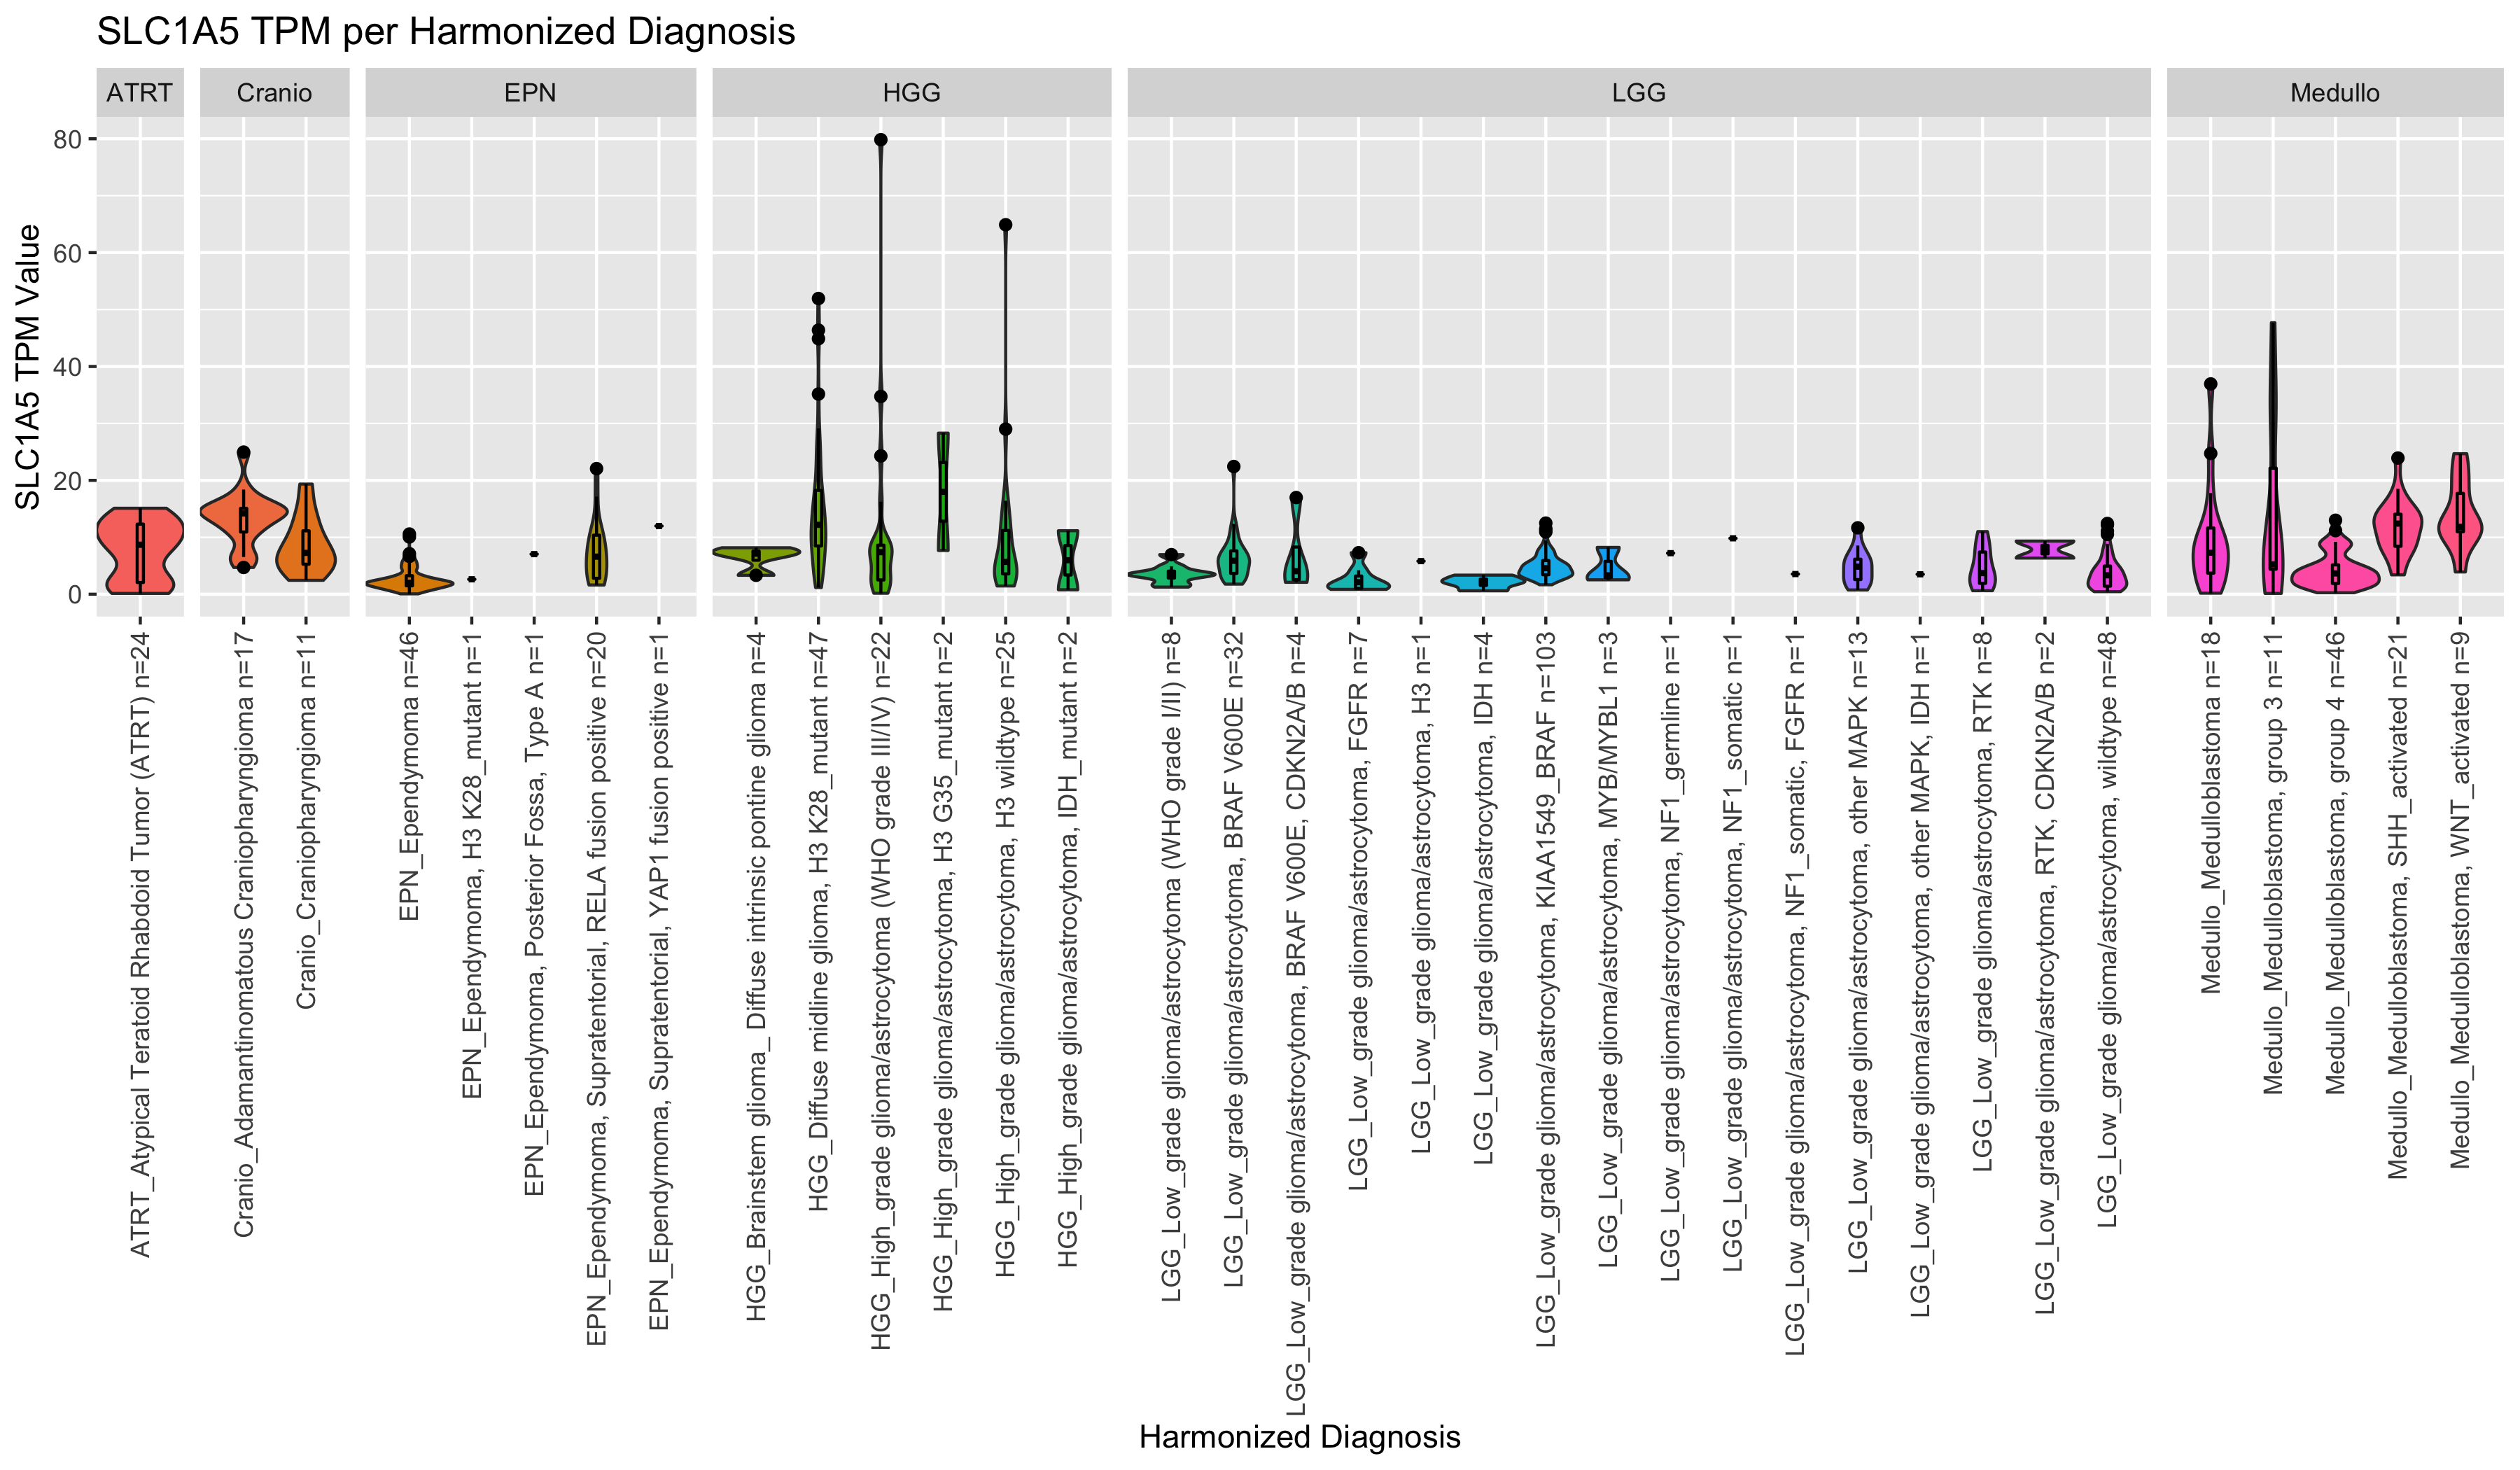 SLC1A5 TPM per Harmonized Diagnosis
ATRT
Cranio
EPN
HGG
LGG
Medullo
SLC1A5 TPM Value
80
60
40
20
0
ATRT_Atypical Teratoid Rhabdoid Tumor (ATRT) n=24
Cranio_Adamantinomatous Craniopharyngioma n=17
Cranio_Craniopharyngioma n=11
EPN_Ependymoma n=46
EPN_Ependymoma, H3 K28_mutant n=1
EPN_Ependymoma, Posterior Fossa, Type A n=1
EPN_Ependymoma, Supratentorial, RELA fusion positive n=20
EPN_Ependymoma, Supratentorial, YAP1 fusion positive n=1
HGG_Brainstem glioma_ Diffuse intrinsic pontine glioma n=4
HGG_Diffuse midline glioma, H3 K28_mutant n=47
HGG_High_grade glioma/astrocytoma (WHO grade III/IV) n=22
HGG_High_grade glioma/astrocytoma, H3 G35_mutant n=2
HGG_High_grade glioma/astrocytoma, H3 wildtype n=25
HGG_High_grade glioma/astrocytoma, IDH_mutant n=2
LGG_Low_grade glioma/astrocytoma (WHO grade I/II) n=8
LGG_Low_grade glioma/astrocytoma, BRAF V600E n=32
LGG_Low_grade glioma/astrocytoma, BRAF V600E, CDKN2A/B n=4
LGG_Low_grade glioma/astrocytoma, FGFR n=7
LGG_Low_grade glioma/astrocytoma, H3 n=1
LGG_Low_grade glioma/astrocytoma, IDH n=4
LGG_Low_grade glioma/astrocytoma, KIAA1549_BRAF n=103
LGG_Low_grade glioma/astrocytoma, MYB/MYBL1 n=3
LGG_Low_grade glioma/astrocytoma, NF1_germline n=1
LGG_Low_grade glioma/astrocytoma, NF1_somatic n=1
LGG_Low_grade glioma/astrocytoma, NF1_somatic, FGFR n=1
LGG_Low_grade glioma/astrocytoma, other MAPK n=13
LGG_Low_grade glioma/astrocytoma, other MAPK, IDH n=1
LGG_Low_grade glioma/astrocytoma, RTK n=8
LGG_Low_grade glioma/astrocytoma, RTK, CDKN2A/B n=2
LGG_Low_grade glioma/astrocytoma, wildtype n=48
Medullo_Medulloblastoma n=18
Medullo_Medulloblastoma, group 3 n=11
Medullo_Medulloblastoma, group 4 n=46
Medullo_Medulloblastoma, SHH_activated n=21
Medullo_Medulloblastoma, WNT_activated n=9
Harmonized Diagnosis